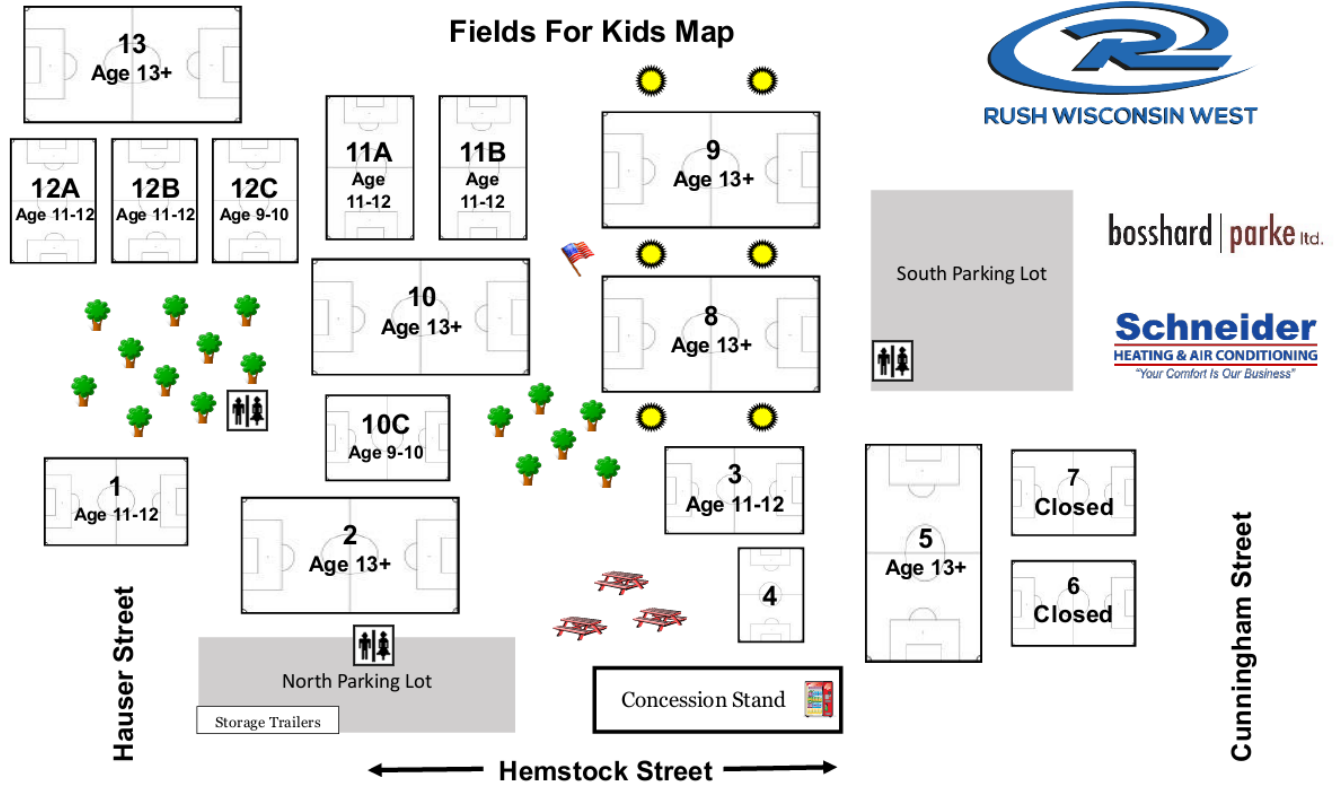 Fields For Kids Map
RUSH WISCONSIN WEST
13
Age 13+
12A
Age 11-12
12B
Age 11-12
12C
Age 9-10
11A
Age
11-12
11B
Age
11-12
9
Age 13+
South Parking Lot
bosshard | parke ltd.
10
Age 13+
8
Age 13+
Schneider
HEATING & AIR CONDITIONING
"Your Comfort Is Our Business"
10C
Age 9-10
1
Age 11-12
2
Age 13+
3
Age 11-12
4
5
Age 13+
7
Closed
6
Closed
Hauser Street
North Parking Lot
Storage Trailers
Concession Stand
Cunningham Street
Hemstock Street